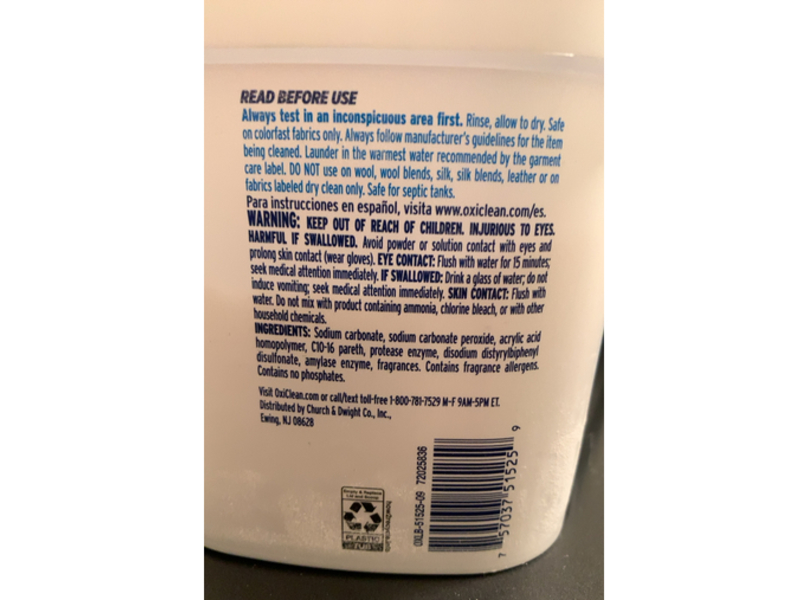 READ BEFORE USE
Always test in an inconspicuous area first. Rinse, allow to dry. Safe
on colorfast fabrics only. Always follow manufacturer's guidelines for the item
being cleaned. Launder in the warmest water recommended by the garment
care label. DO NOT use on wool, wool blends, silk, silk blends, leather or on
fabrics labeled dry clean only. Safe for septic tanks.
Para instrucciones en español, visita www.oxiclean.com/es.
WARNING: KEEP OUT OF REACH OF CHILDREN. INJURIOUS TO EYES.
HARMFUL IF SWALLOWED. Avoid powder or solution contact with eyes and
prolong skin contact (wear gloves). EYE CONTACT: Flush with water for 15 minutes;
seek medical attention immediately. IF SWALLOWED: Drink a glass of water; do not
induce vomiting; seek medical attention immediately. SKIN CONTACT: Flush with
water. Do not mix with product containing ammonia, chlorine bleach, or with other
household chemicals.
INGREDIENTS: Sodium carbonate, sodium carbonate peroxide, acrylic acid
homopolymer, C10-16 pareth, protease enzyme, disodium distyrylbiphenyl
disulfonate, amylase enzyme, fragrances. Contains fragrance allergens.
Contains no phosphates.
Visit OxiClean.com or call/text toll-free 1-800-781-7529 M-F 9AM-5PM ET.
Distributed by Church & Dwight Co., Inc.,
Ewing, NJ 08628
Empty & Replace
PLASTIC
how2recycle.info
OXLB-51525-09 72025836
7 57037 51525 9